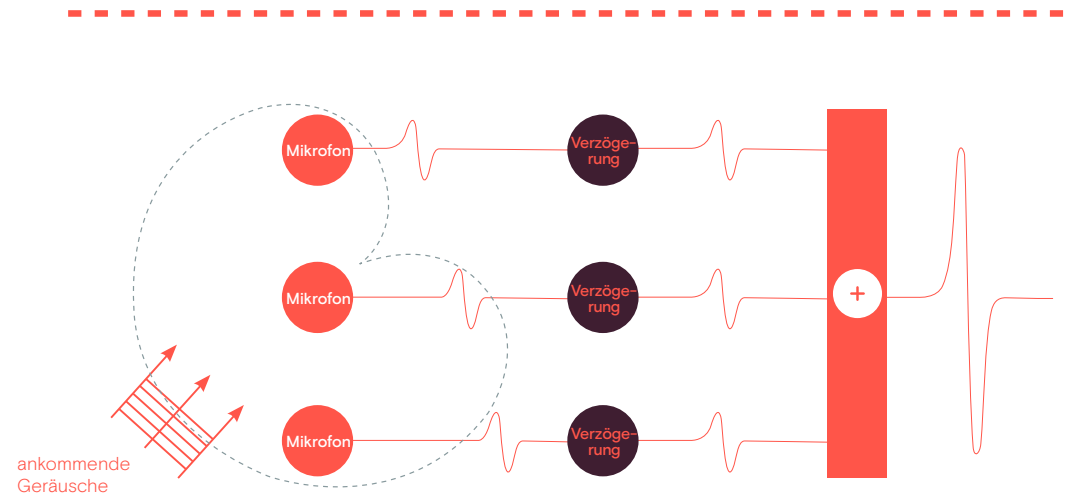 Mikrofon
Verzöge-
rung
Mikrofon
Verzöge-
rung
+
Mikrofon
Verzöge-
rung
ankommende
Geräusche